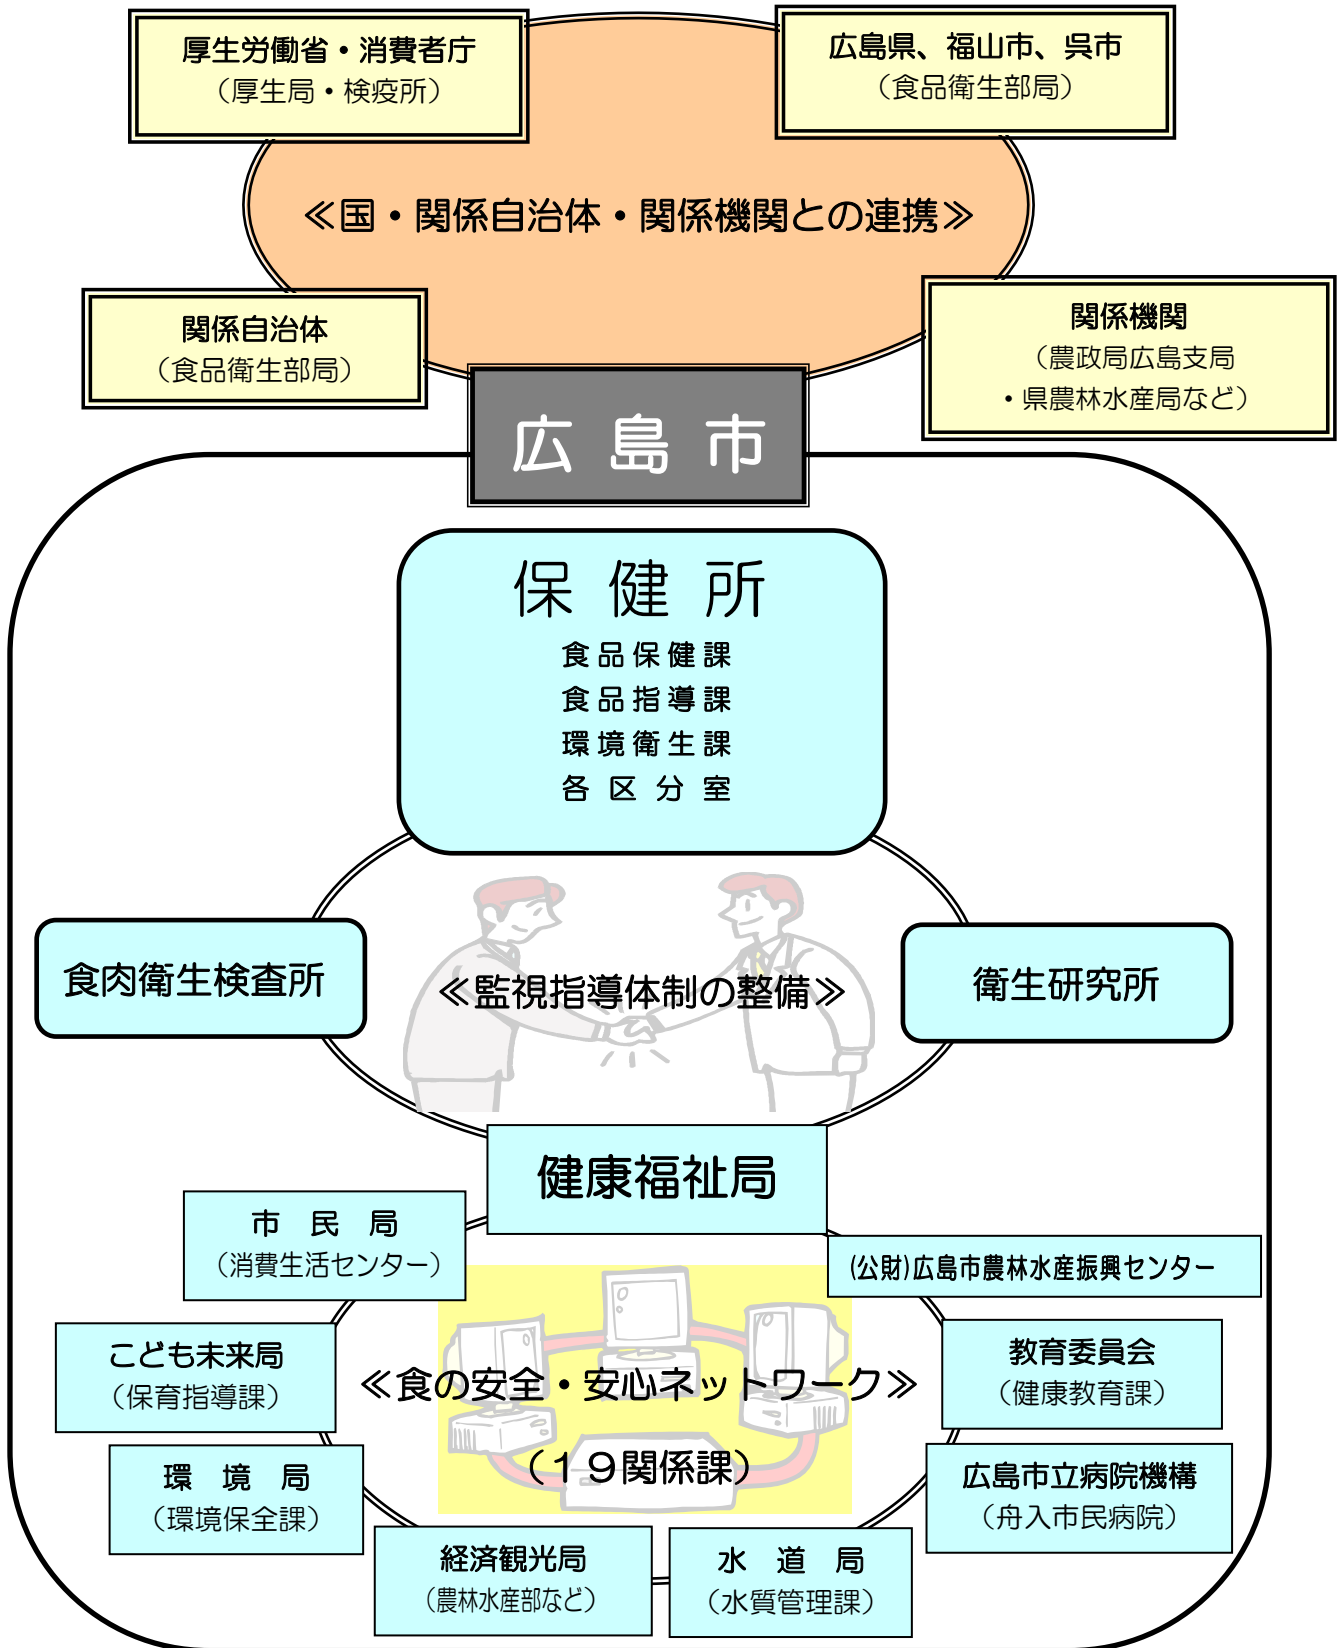 厚生労働省・消費者庁
（厚生局・検疫所）
広島県、福山市、呉市
（食品衛生部局）
≪国・関係自治体・関係機関との連携≫
関係自治体
（食品衛生部局）
関係機関
（農政局広島支局
・県農林水産局など）
広島市
保健所
食品保健課
食品指導課
環境衛生課
各区分室
食肉衛生検査所
≪監視指導体制の整備≫
衛生研究所
健康福祉局
市　民　局
（消費生活センター）
(公財)広島市農林水産振興センター
こども未来局
（保育指導課）
≪食の安全・安心ネットワーク≫
（１９関係課）
教育委員会
（健康教育課）
環　境　局
（環境保全課）
広島市立病院機構
（舟入市民病院）
経済観光局
（農林水産部など）
水　道　局
（水質管理課）